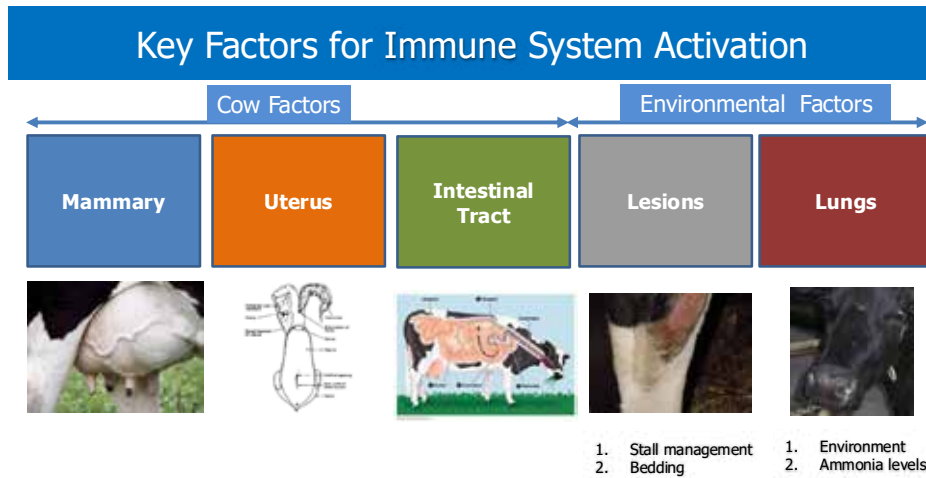 Key Factors for Immune System Activation
Cow Factors
Environmental Factors
Mammary
Uterus
Intestinal
Tract
Lesions
Lungs
1. Stall management
2. Bedding
1. Environment
2. Ammonia levels